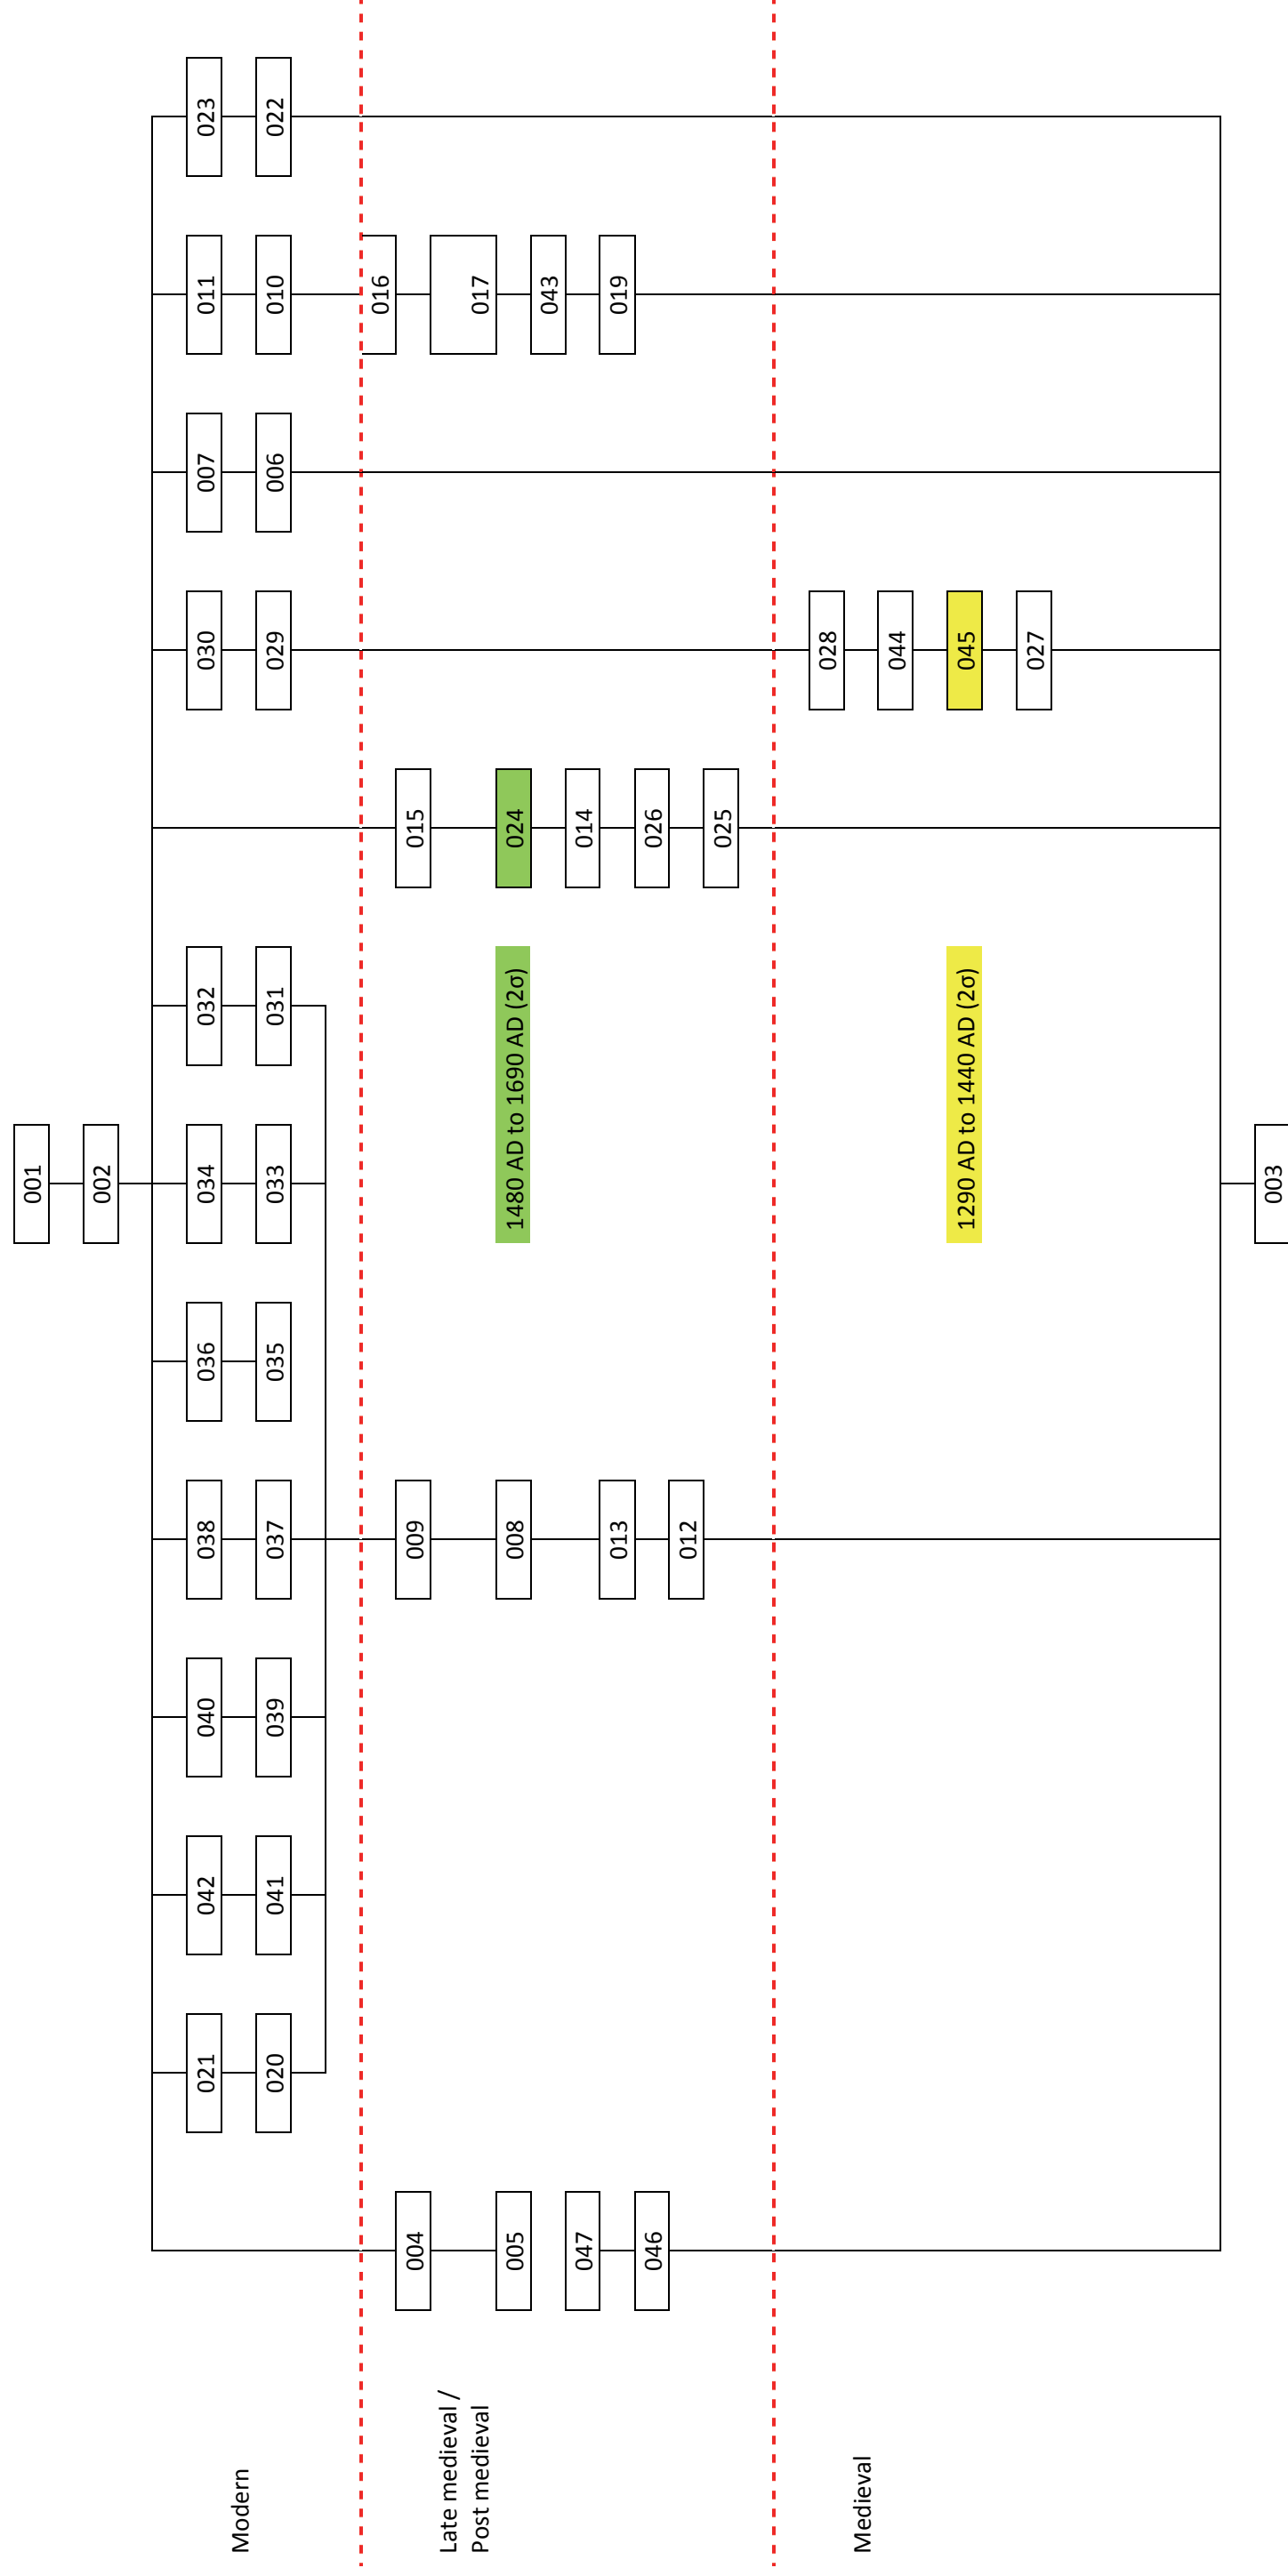 001
002
021 042 040 038 036 034 032 030 007 011 023
Modern
020 041 039 037 035 033 031 029 006 010 022
016
004 009 015
Late medieval /
Post medieval
017
005 008 1480 AD to 1690 AD (2σ) 024
043
047 014
013 019
046 026
012
025
028
Medieval
044
1290 AD to 1440 AD (2σ) 045
027
003